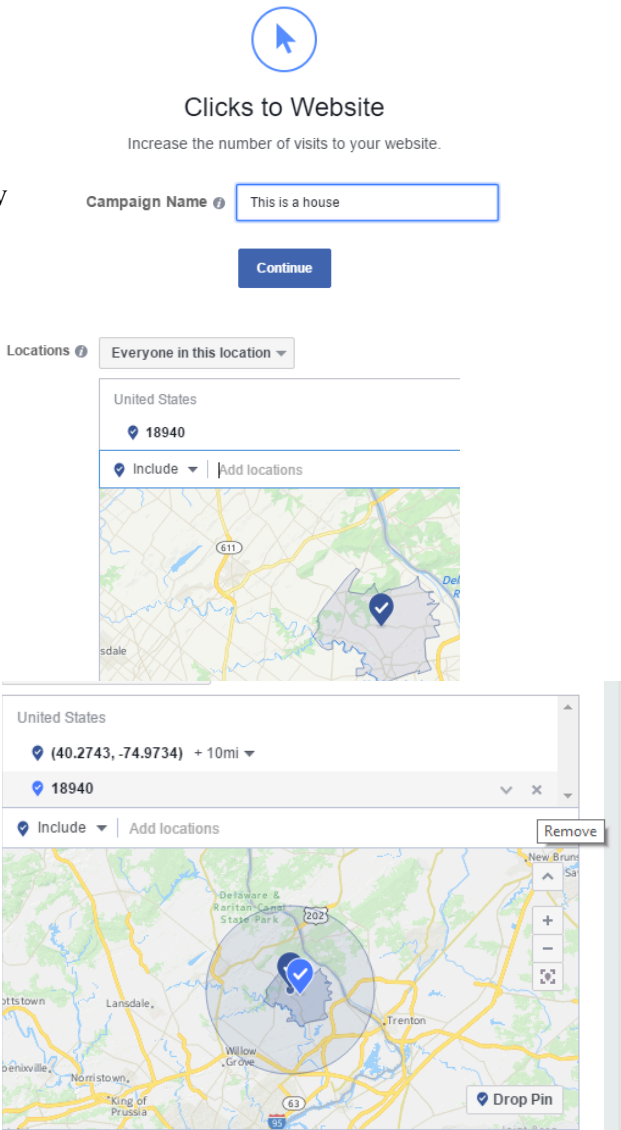 Clicks to Website
Increase the number of visits to your website.
y
Campaign Name
This is a house
Continue
Locations
Everyone in this location
United States
18940
Include
Add locations
611
Del
R
sdale
United States
(40.2743, -74.9734) + 10mi
18940
Include
Add locations
Remove
New Bruns
Sa
Delaware &
Raritan Canal
State Park
202
ottstown
Lansdale
Trenton
Willow
Grove
oenixville
Norristown
King of
Prussia
63
95
Drop Pin